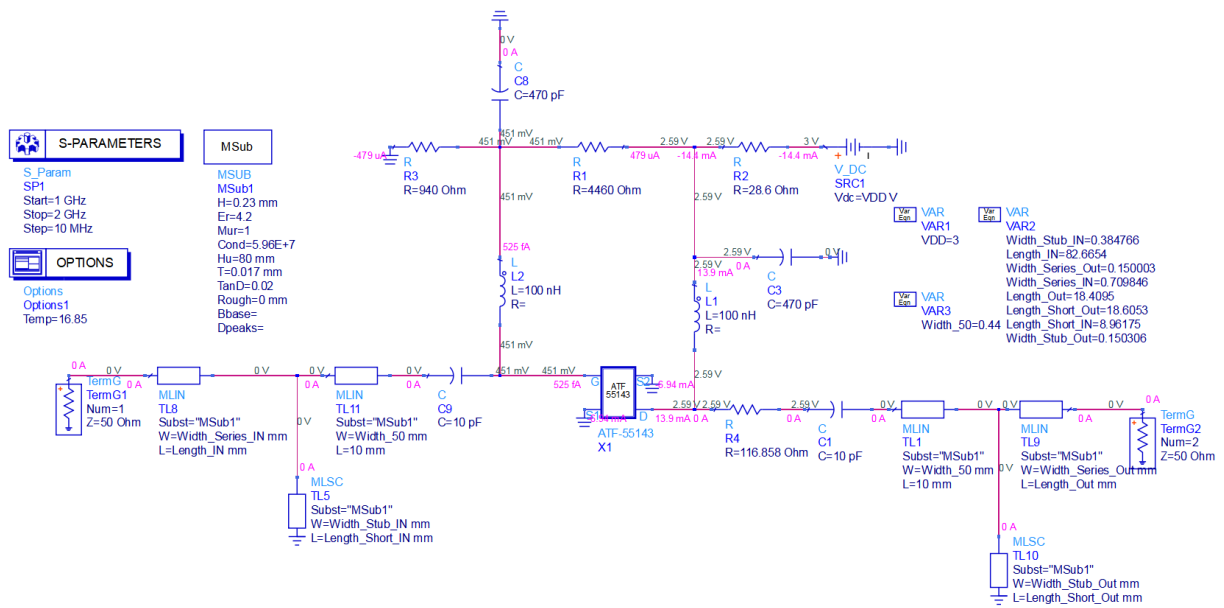 0 V
0 A
C
C8
C=470 pF
S-PARAMETERS
S_Param
SP1
Start=1 GHz
Stop=2 GHz
Step=10 MHz
OPTIONS
Options
Options1
Temp=16.85
MSub
MSUB
MSub1
H=0.23 mm
Er=4.2
Mur=1
Cond=5.96E+7
Hu=80 mm
T=0.017 mm
TanD=0.02
Rough=0 mm
Bbase=
Dpeaks=
451 mV
451 mV
451 mV
2.59 V
2.59 V
3 V
-479 uA
479 uA
-14.4 mA
-14.4 mA
R
R3
R=940 Ohm
R
R1
R=4460 Ohm
R
R2
R=28.6 Ohm
+
V_DC
SRC1
Vdc=VDD V
451 mV
2.59 V
Var
Eqn
VAR
VAR1
VDD=3
Var
Eqn
VAR
VAR2
Width_Stub_IN=0.384766
Length_IN=82.6654
Width_Series_Out=0.150003
Width_Series_IN=0.709846
Length_Out=18.4095
Length_Short_Out=18.6053
Length_Short_IN=8.96175
Width_Stub_Out=0.150306
Var
Eqn
VAR
VAR3
Width_50=0.44
525 fA
L
L2
L=100 nH
R=
2.59 V
2.59 V
0 V
0 A
13.9 mA
C
C3
C=470 pF
L
L1
L=100 nH
R=
451 mV
2.59 V
0 A
0 V
0 A
0 V
0 V
0 V
0 A
451 mV
451 mV
525 fA
G
S2
S1
D
ATF
55143
ATF-55143
X1
-5.94 mA
2.59 V
2.59 V
13.9 mA
0 A
0 V
0 A
0 V
0 A
0 V
0 V
0 V
0 A
TermG
TermG1
Num=1
Z=50 Ohm
MLIN
TL8
Subst="MSub1"
W=Width_Series_IN mm
L=Length_IN mm
MLIN
TL11
Subst="MSub1"
W=Width_50 mm
L=10 mm
C
C9
C=10 pF
R
R4
R=116.858 Ohm
C
C1
C=10 pF
MLIN
TL1
Subst="MSub1"
W=Width_50 mm
L=10 mm
MLIN
TL9
Subst="MSub1"
W=Width_Series_Out mm
L=Length_Out mm
TermG
TermG2
Num=2
Z=50 Ohm
0 V
0 A
MLSC
TL5
Subst="MSub1"
W=Width_Stub_IN mm
L=Length_Short_IN mm
0 V
0 A
MLSC
TL10
Subst="MSub1"
W=Width_Stub_Out mm
L=Length_Short_Out mm